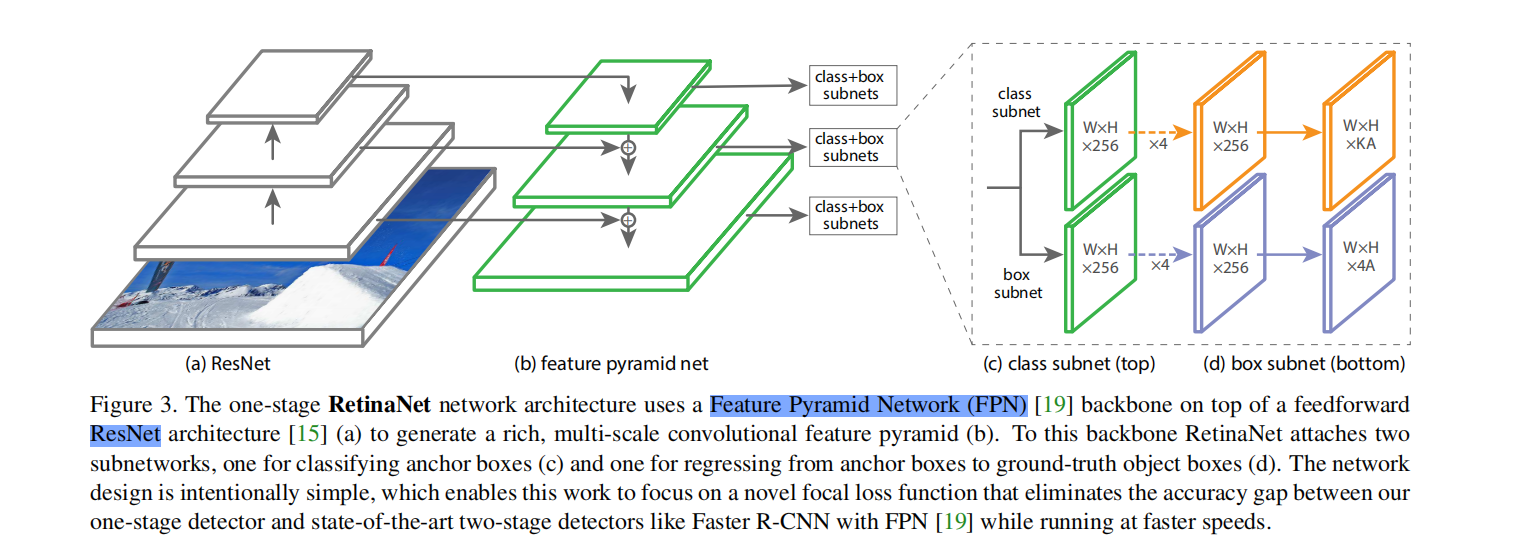 class+box
subnets
class+box
subnets
class+box
subnets
class
subnet
W×H
×256
×4
W×H
×256
W×H
×KA
box
subnet
W×H
×256
×4
W×H
×256
W×H
×4A
(a) ResNet
(b) feature pyramid net
(c) class subnet (top)
(d) box subnet (bottom)
Figure 3. The one-stage RetinaNet network architecture uses a Feature Pyramid Network (FPN) [19] backbone on top of a feedforward
ResNet architecture [15] (a) to generate a rich, multi-scale convolutional feature pyramid (b). To this backbone RetinaNet attaches two
subnetworks, one for classifying anchor boxes (c) and one for regressing from anchor boxes to ground-truth object boxes (d). The network
design is intentionally simple, which enables this work to focus on a novel focal loss function that eliminates the accuracy gap between our
one-stage detector and state-of-the-art two-stage detectors like Faster R-CNN with FPN [19] while running at faster speeds.